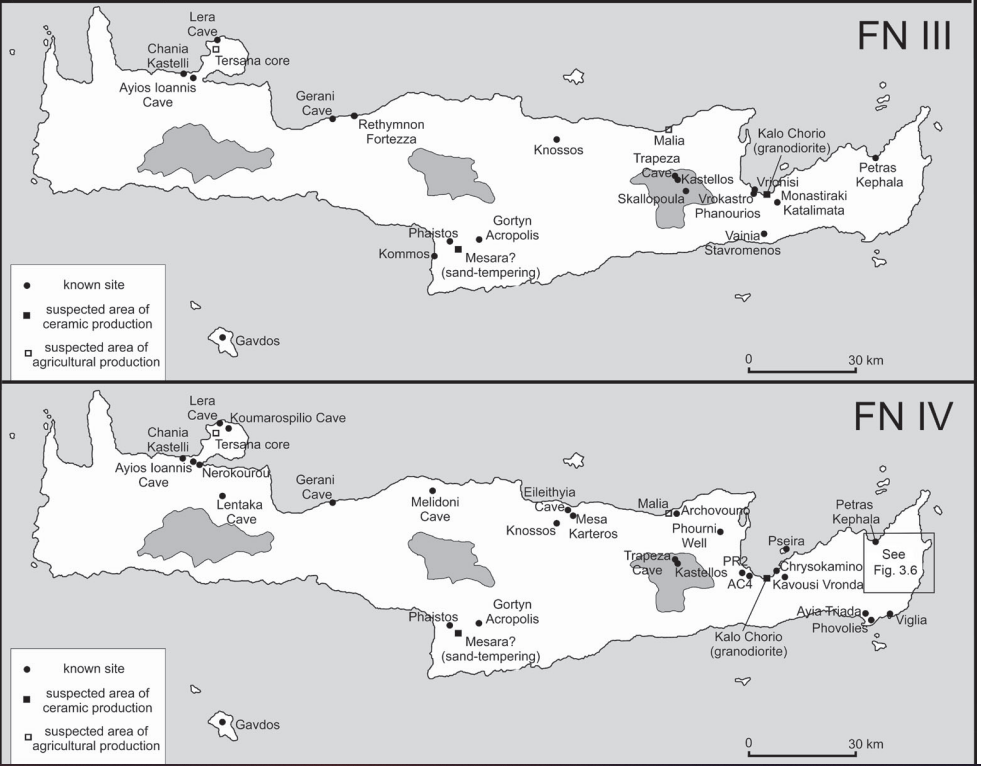 FN III
Lera
Cave
Chania
Kastelli
Tersana core
Ayios Ioannis
Cave
Gerani
Cave
Rethymnon
Fortezza
Knossos
Malia
Kalo Chorio
(granodiorite)
Trapeza
Cave
Kastellos
Skallopoula
Vrionisi
Vrokastro
Phanourios
Monastiraki
Katalimata
Petras
Kephala
Vainia
Stavromenos
Gortyn
Acropolis
Phaistos
Kommos
Mesara?
(sand-tempering)
known site
suspected area of
ceramic production
suspected area of
agricultural production
Gavdos
0 30 km
FN IV
Lera
Cave
Koumarospilio Cave
Chania
Kastelli
Tersana core
Ayios Ioannis
Cave
Nerokourou
Lentaka
Cave
Gerani
Cave
Melidoni
Cave
Eileithyia
Cave
Knossos
Mesa
Karteros
Malia
Archovouno
Phourni
Well
Petras
Kephala
Pseira
See
Fig. 3.6
Trapeza
Cave
Kastellos
PR2
AC4
Chrysokamino
Kavousi Vronda
Kalo Chorio
(granodiorite)
Ayia Triada
Phovolies
Viglia
Gortyn
Acropolis
Phaistos
Mesara?
(sand-tempering)
known site
suspected area of
ceramic production
suspected area of
agricultural production
Gavdos
0 30 km